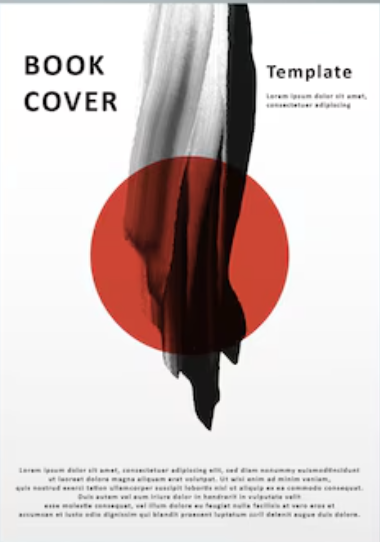 BOOK
COVER
Template
Lorem ipsum dolor sit amet,
consectetuer adipiscing
Lorem ipsum dolor sit amet, consectetuer adipiscing elit, sed diam nonummy euismodtincidunt
ut laoreet dolore magna aliquam erat volutpat. Ut wisi enim ad minim veniam,
quis nostrud exerci tation ullamcorper suscipit lobortis nisl ut aliquip ex ea commodo consequat.
Duis autem vel eum iriure dolor in hendrerit in vulputate velit
esse molestie consequat, vel illum dolore eu feugiat nulla facilisis at vero eros et
accumsan et iusto odio dignissim qui blandit praesent luptatum zzril delenit augue duis dolore.